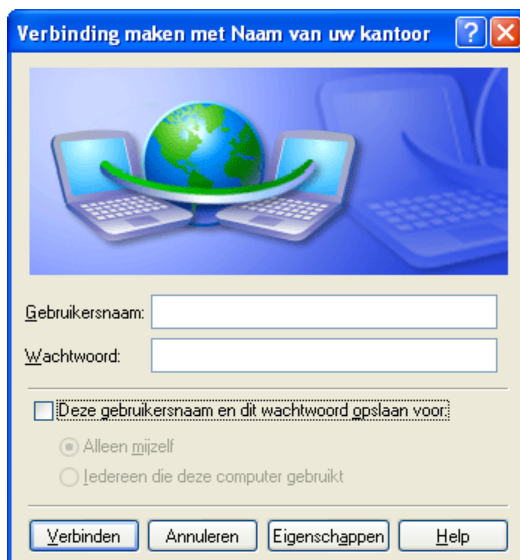 Verbinding maken met Naam van uw kantoor
Gebruikersnaam:
Wachtwoord:
Deze gebruikersnaam en dit wachtwoord opslaan voor:
Alleen mijzelf
Iedereen die deze computer gebruikt
Verbinden Annuleren Eigenschappen Help